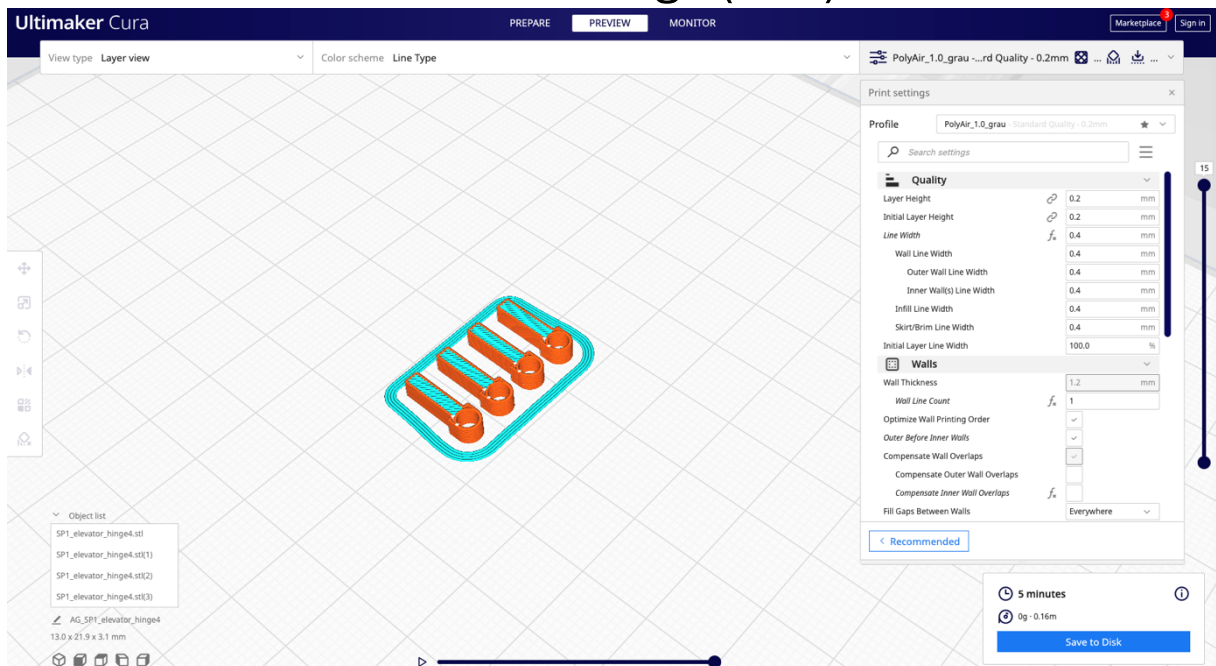 Ultimaker Cura
PREPARE PREVIEW MONITOR
Marketplace 3 Sign in
View type Layer view
Color scheme Line Type
PolyAir_1.0_grau -...rd Quality - 0.2mm ... ...
Print settings ×
Profile PolyAir_1.0_grau - Standard Quality - 0.2mm
Search settings
Quality
Layer Height 0.2 mm
Initial Layer Height 0.2 mm
Line Width fx 0.4 mm
Wall Line Width 0.4 mm
Outer Wall Line Width 0.4 mm
Inner Wall(s) Line Width 0.4 mm
Infill Line Width 0.4 mm
Skirt/Brim Line Width 0.4 mm
Initial Layer Line Width 100.0 %
Walls
Wall Thickness 1.2 mm
Wall Line Count fx 1
Optimize Wall Printing Order
Outer Before Inner Walls
Compensate Wall Overlaps
Compensate Outer Wall Overlaps
Compensate Inner Wall Overlaps fx
Fill Gaps Between Walls Everywhere
< Recommended
15
Object list
SP1_elevator_hinge4.stl
SP1_elevator_hinge4.stl(1)
SP1_elevator_hinge4.stl(2)
SP1_elevator_hinge4.stl(3)
AG_SP1_elevator_hinge4
13.0 x 21.9 x 3.1 mm
5 minutes
0g · 0.16m
Save to Disk